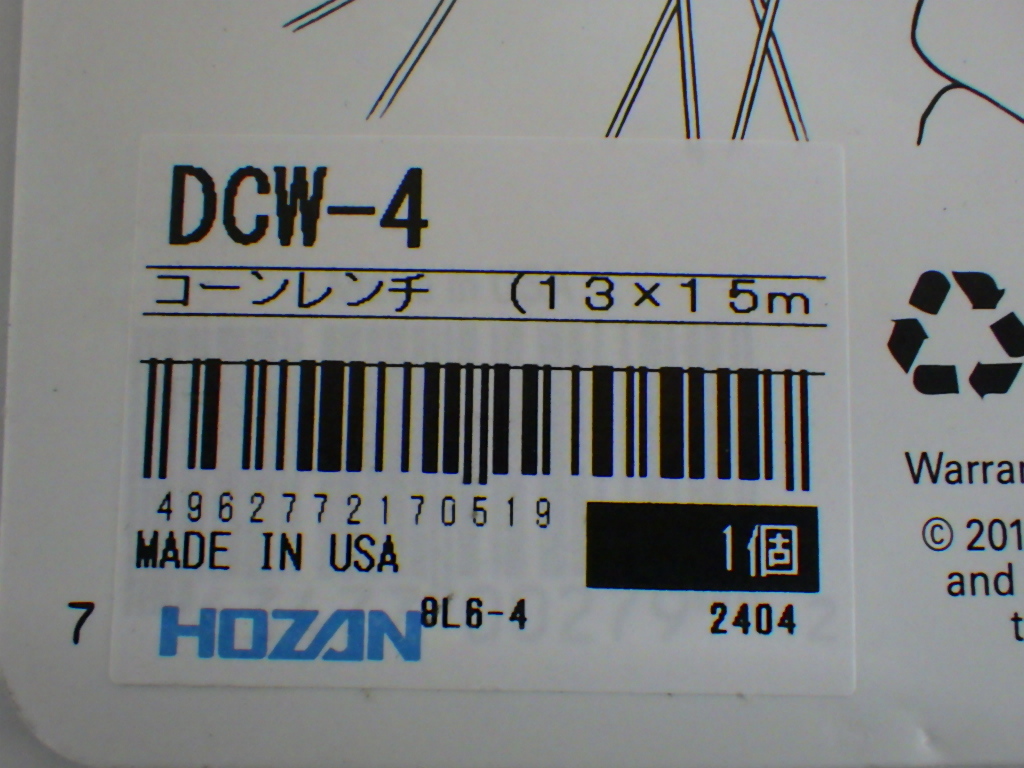 DCW-4
コーンレンチ (13×15m
4962772170519
MADE IN USA
1個
7
HOZAN
8L6-4
2404
Warran
© 201
and
t